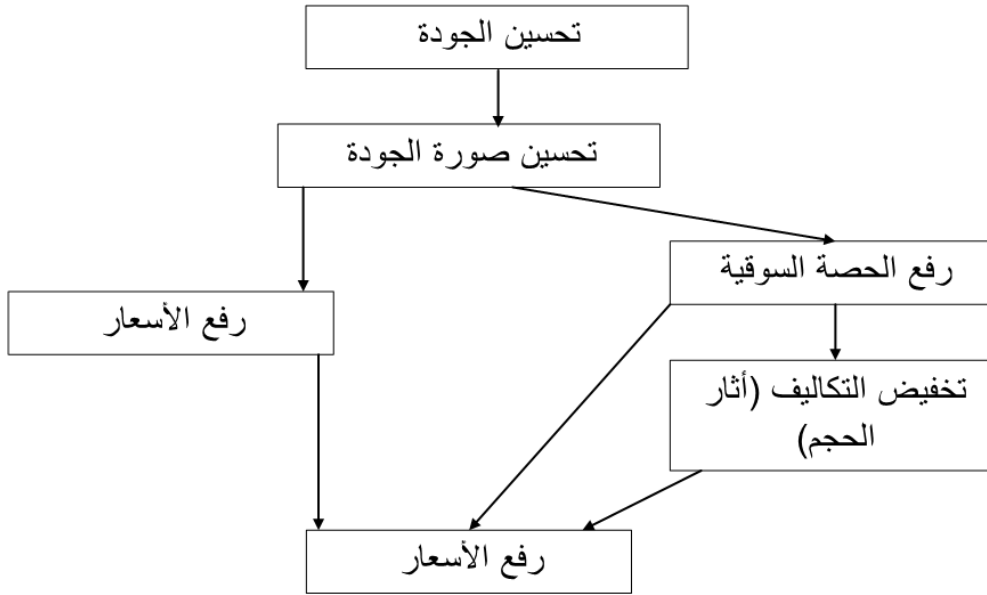 تحسين الجودة
تحسين صورة الجودة
رفع الحصة السوقية
رفع الأسعار
تخفيض التكاليف (أثار
الحجم)
رفع الأسعار